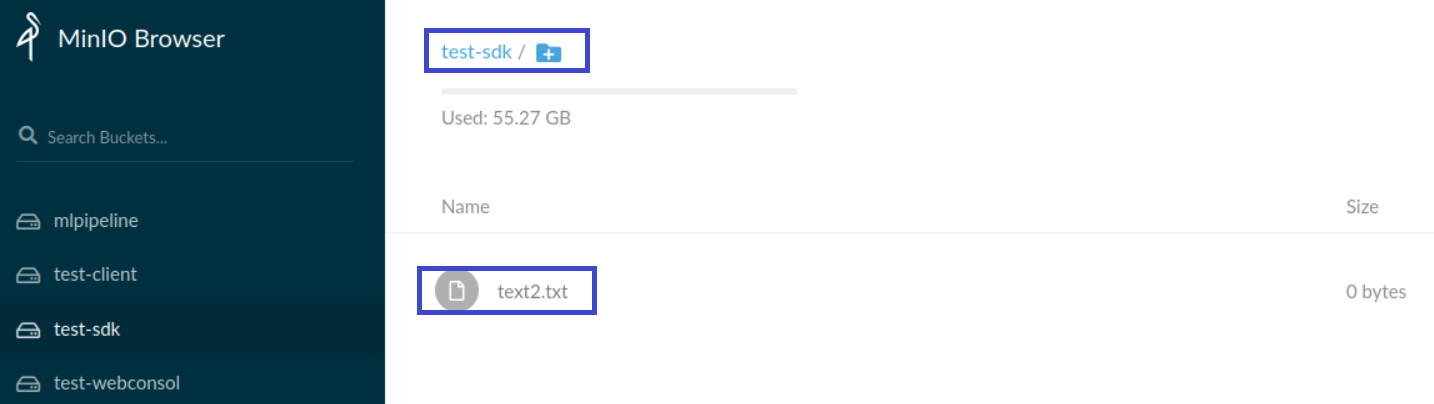 MinIO Browser
Search Buckets...
mlpipeline
test-client
test-sdk
test-webconsol
test-sdk /
Used: 55.27 GB
Name Size
text2.txt 0 bytes